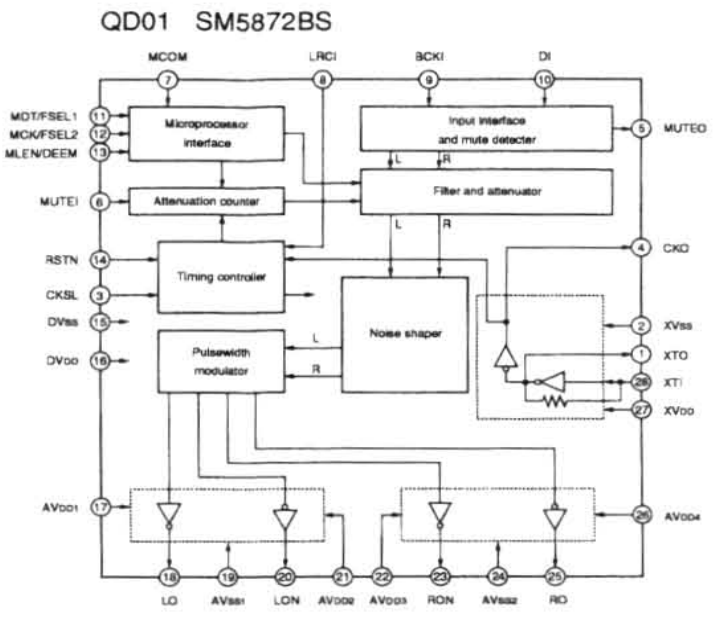 QD01 SM5872BS
MCOM LRCI BCKI DI
7 8 9 10
MDT/FSEL1 11
MCK/FSEL2 12
MLEN/DEEM 13
Microprocessor
interface
Input interface
and mute detecter
5 MUTEO
L R
MUTEI 6
Attenuation counter
Filter and attenuator
L R
RSTN 14
Timing controller
4 CKO
CKSL 3
DVSS 15
DVDD 16
Noise shaper
2 XVSS
1 XTO
28 XTI
27 XVDD
L
R
Pulsewidth
modulator
AVDD1 17
26 AVDD4
18 19 20 21 22 23 24 25
LO AVSS1 LON AVDD2 AVDD3 RON AVSS2 RO